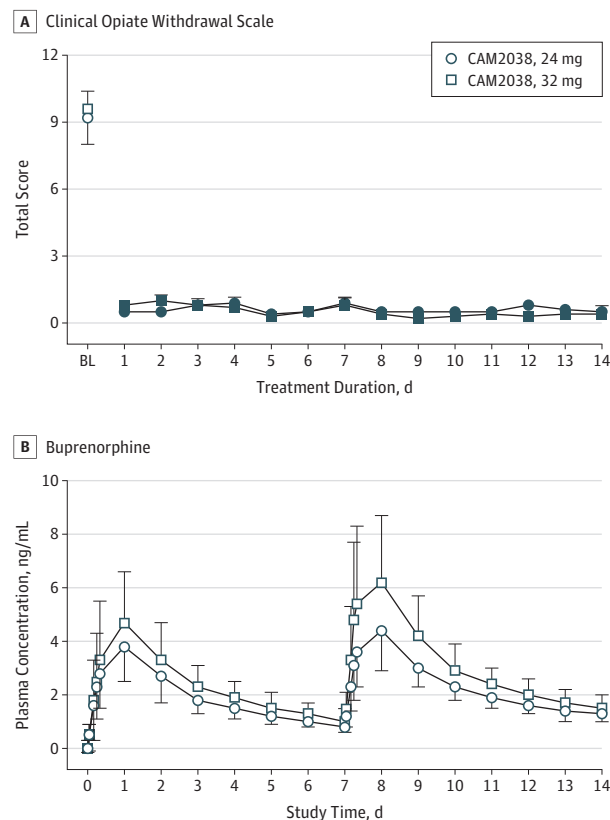 A Clinical Opiate Withdrawal Scale
12
9
6
3
0
Total Score
CAM2038, 24 mg
CAM2038, 32 mg
BL 1 2 3 4 5 6 7 8 9 10 11 12 13 14
Treatment Duration, d
B Buprenorphine
10
8
6
4
2
0
Plasma Concentration, ng/mL
0 1 2 3 4 5 6 7 8 9 10 11 12 13 14
Study Time, d